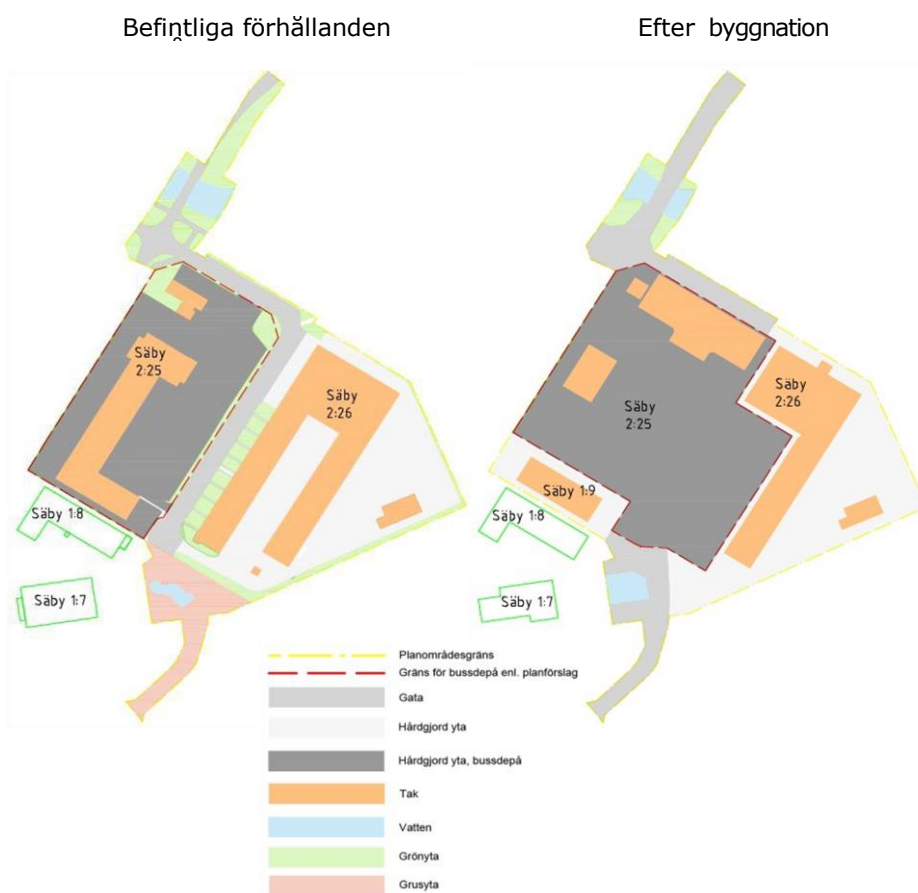 Befintliga förhållanden
Efter byggnation
Säby
2:25
Säby
2:26
Säby 1:8
Säby 1:7
Säby
2:26
Säby
2:25
Säby 1:9
Säby 1:8
Säby 1:7
Planområdesgräns
Gräns för bussdepå enl. planförslag
Gata
Hårdgjord yta
Hårdgjord yta, bussdepå
Tak
Vatten
Grönyta
Grusyta